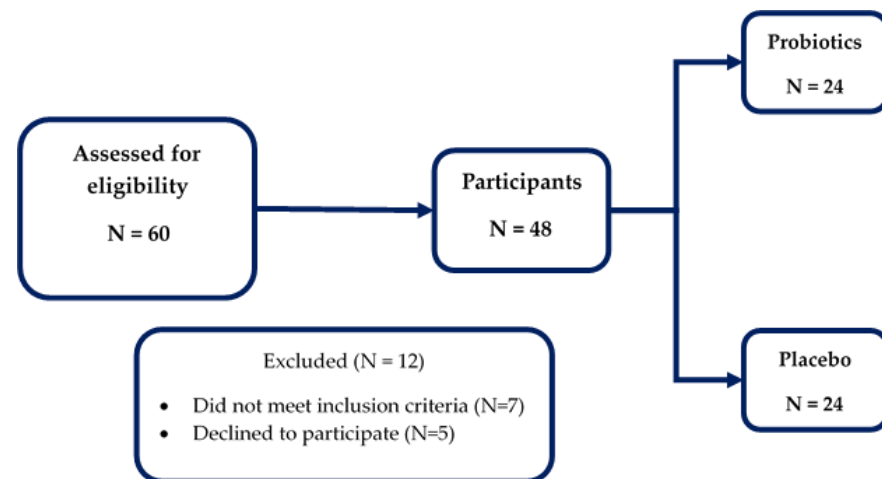 Assessed for
eligibility
N = 60
Participants
N = 48
Probiotics
N = 24
Placebo
N = 24
Excluded (N = 12)
• Did not meet inclusion criteria (N=7)
• Declined to participate (N=5)